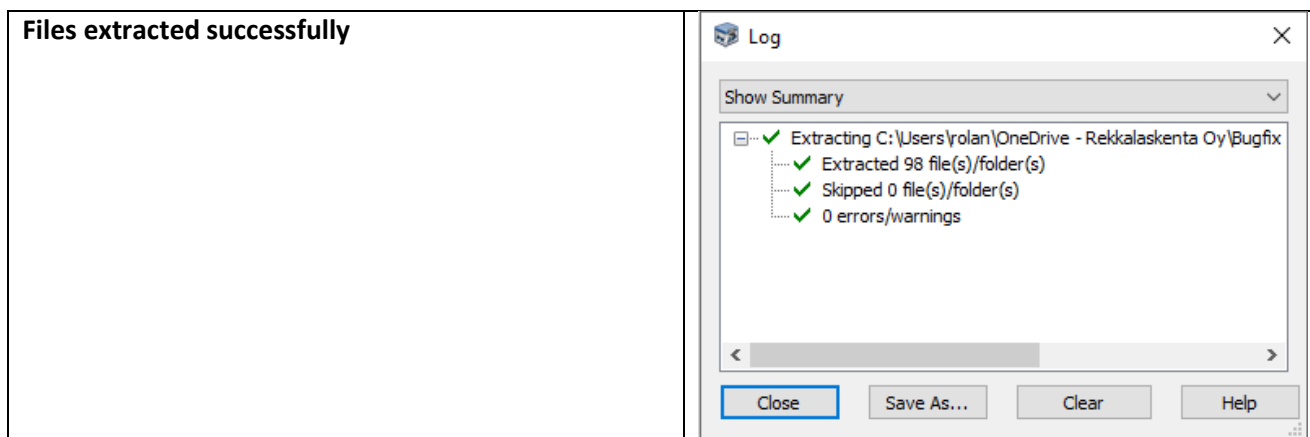 Files extracted successfully
Log
Show Summary
Extracting C:\Users\rolan\OneDrive - Rekkalaskenta Oy\Bugfix
Extracted 98 file(s)/folder(s)
Skipped 0 file(s)/folder(s)
0 errors/warnings
Close Save As... Clear Help